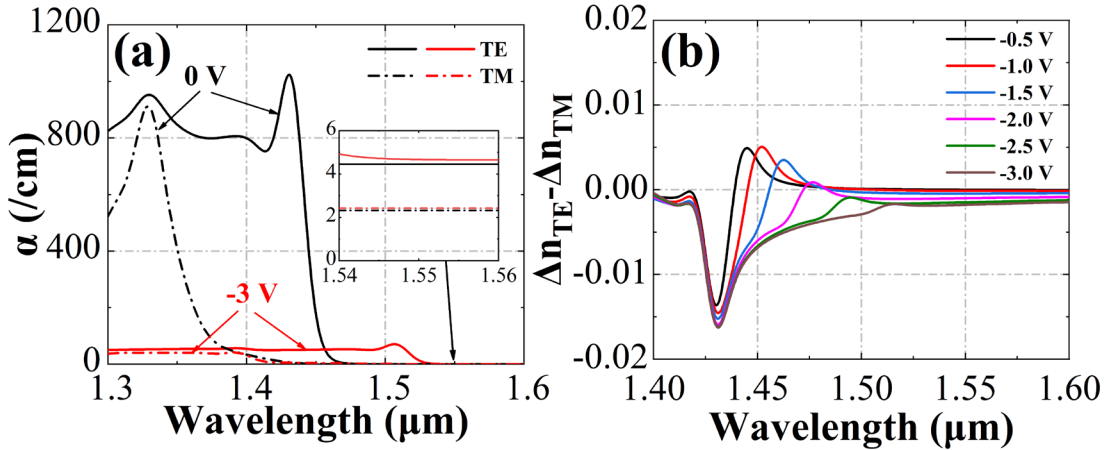 (a)
1200
800
400
0
α (/cm)
1.3
1.4
1.5
1.6
Wavelength (μm)
0 V
-3 V
TE
TM
6
4
2
0
1.54
1.55
1.56
(b)
0.02
0.01
0.00
-0.01
-0.02
Δn_TE-Δn_TM
1.40
1.45
1.50
1.55
1.60
Wavelength (μm)
-0.5 V
-1.0 V
-1.5 V
-2.0 V
-2.5 V
-3.0 V